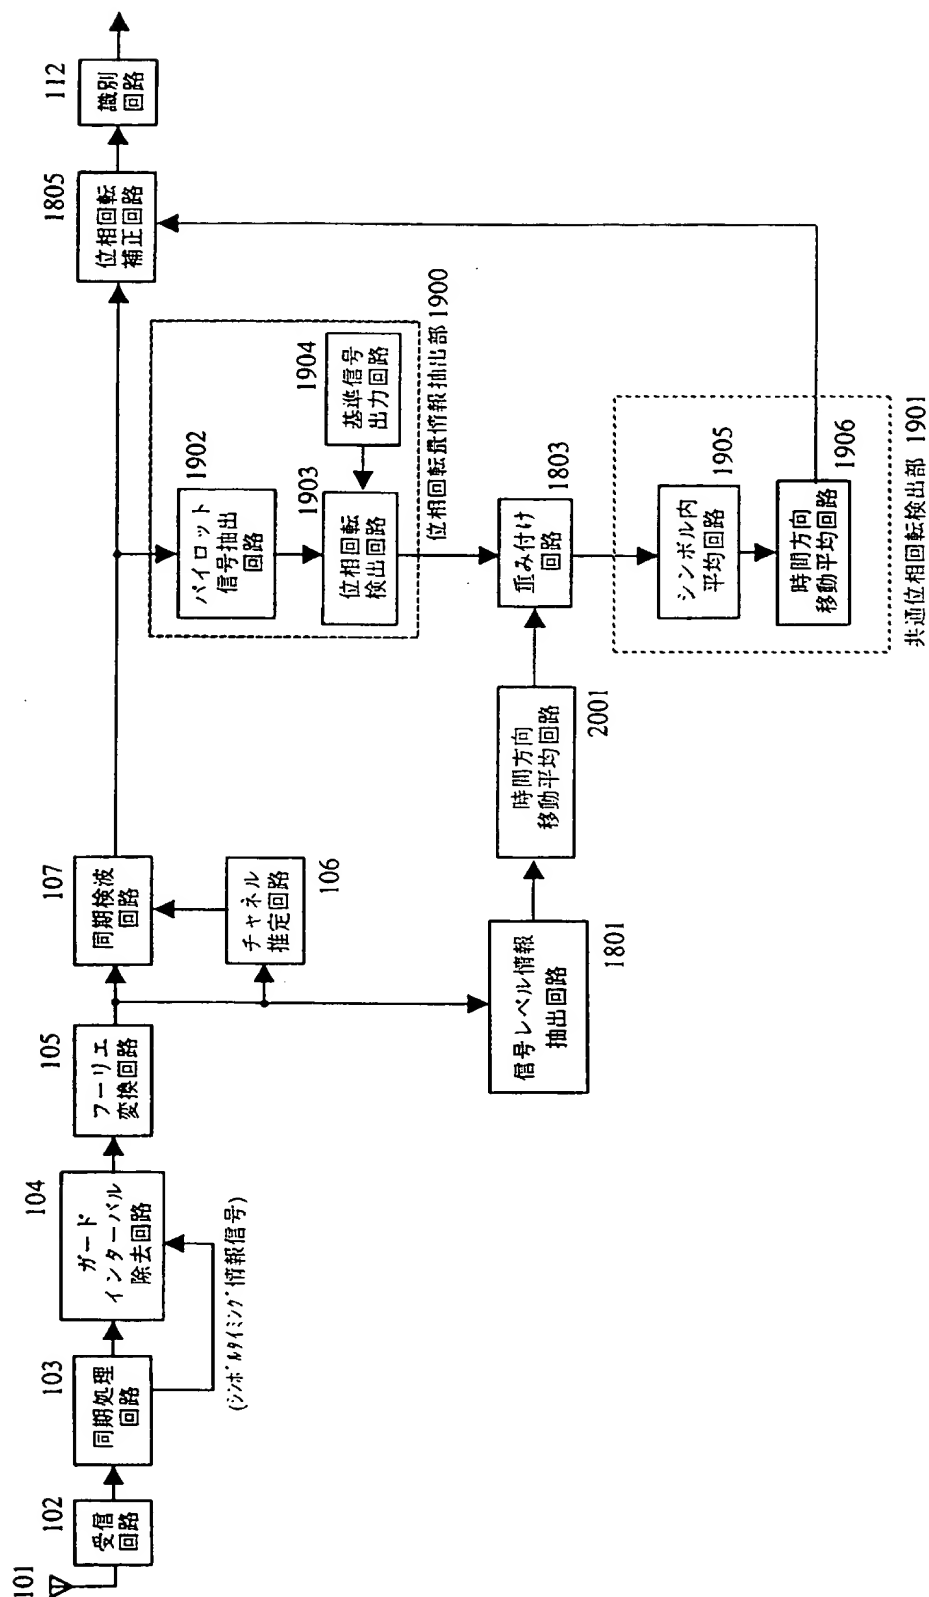 101
102
受信
回路
103
同期処理
回路
(シンボルタイミング情報信号)
104
ガード
インターバル
除去回路
105
フーリエ
変換回路
107
同期検波
回路
チャネル
推定回路
106
信号レベル情報
抽出回路
1801
時間方向
移動平均回路
2001
1902
パイロット
信号抽出
回路
1903
位相回転
検出回路
1904
基準信号
出力回路
位相回転量情報抽出部 1900
重み付け
回路
1803
シンボル内
平均回路
1905
時間方向
移動平均回路
1906
共通位相回転検出部 1901
1805
位相回転
補正回路
112
識別
回路